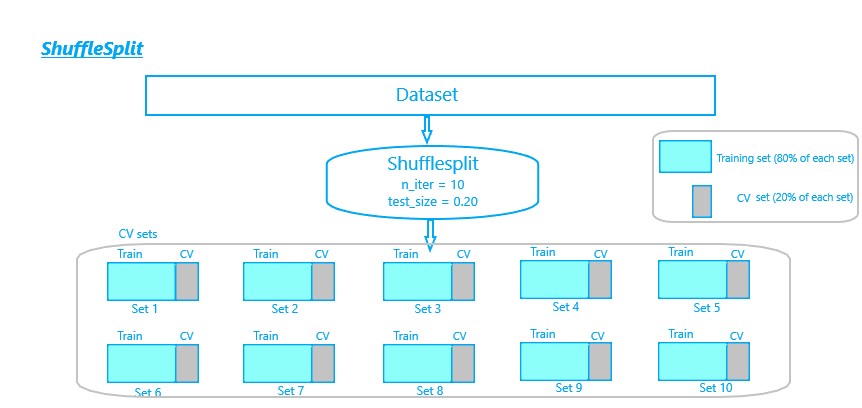 ShuffleSplit
Dataset
Shufflesplit
n_iter = 10
test_size = 0.20
Training set (80% of each set)
CV set (20% of each set)
CV sets
Train CV Train CV Train CV Train CV Train CV
Set 1 Set 2 Set 3 Set 4 Set 5
Train CV Train CV Train CV Train CV Train CV
Set 6 Set 7 Set 8 Set 9 Set 10